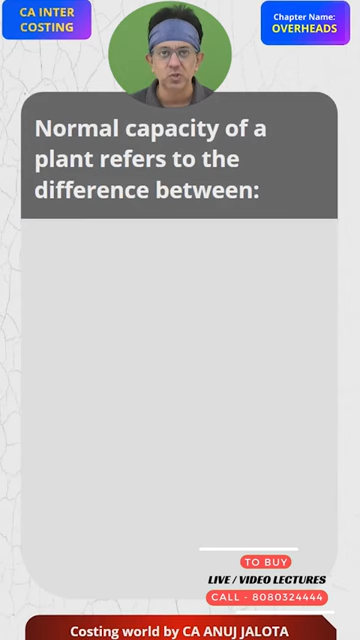 CA INTER
COSTING
Chapter Name:
OVERHEADS
Normal capacity of a
plant refers to the
difference between:
TO BUY
LIVE / VIDEO LECTURES
CALL - 8080324444
Costing world by CA ANUJ JALOTA